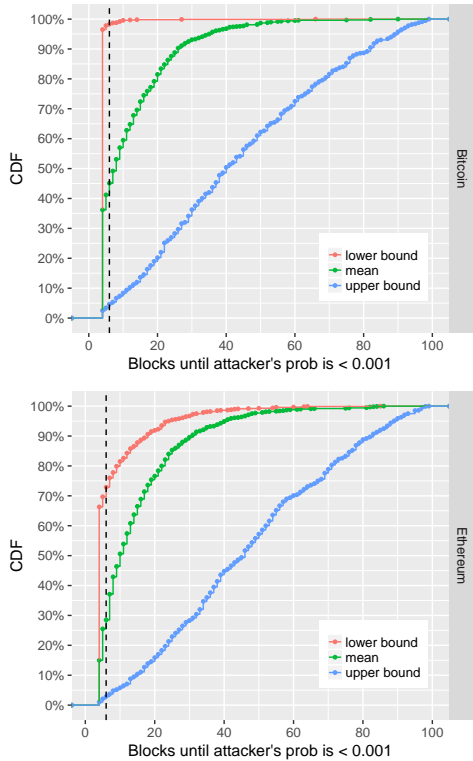 100%
90%
80%
70%
60%
50%
40%
30%
20%
10%
0%
CDF
Bitcoin
lower bound
mean
upper bound
0 20 40 60 80 100
Blocks until attacker's prob is < 0.001
100%
90%
80%
70%
60%
50%
40%
30%
20%
10%
0%
CDF
Ethereum
lower bound
mean
upper bound
0 20 40 60 80 100
Blocks until attacker's prob is < 0.001